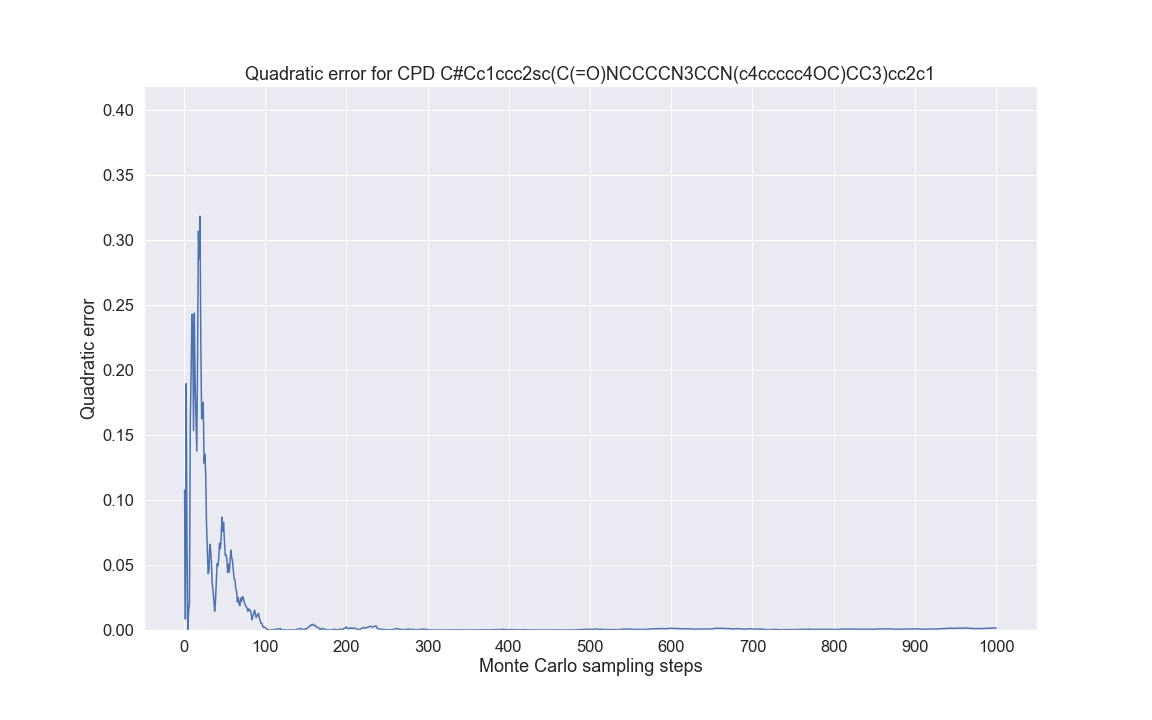 Quadratic error for CPD C#Cc1ccc2sc(C(=O)NCCCCN3CCN(c4ccccc4OC)CC3)cc2c1
0.40
0.35
0.30
0.25
0.20
0.15
0.10
0.05
0.00
Quadratic error
0 100 200 300 400 500 600 700 800 900 1000
Monte Carlo sampling steps